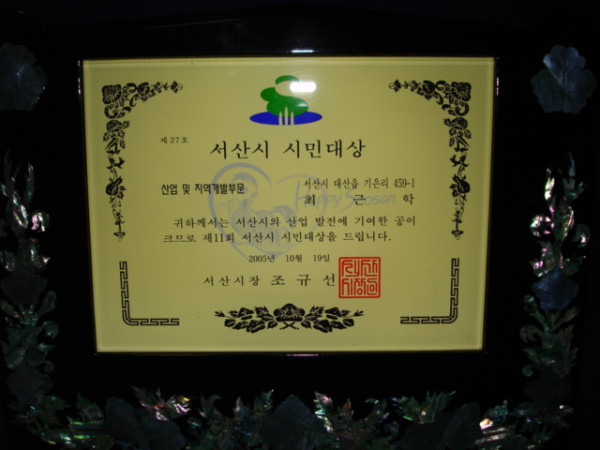 제 27 호
서산시 시민대상
산업 및 지역개발부문
서산시 대산읍 기은리 459-1
최 근 학
귀하께서는 서산시의 산업 발전에 기여한 공이
크므로 제11회 서산시 시민대상을 드립니다.
2005년 10월 19일
서산시장 조규선
Happy Season